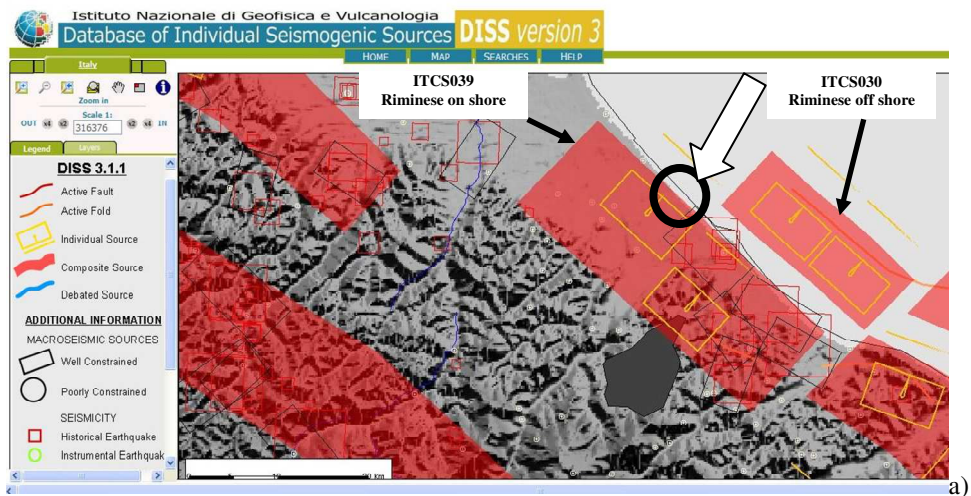 Istituto Nazionale di Geofisica e Vulcanologia
Database of Individual Seismogenic Sources DISS version 3
HOME MAP SEARCHES HELP
Italy
Zoom in
Scale 1:
OUT x4 x2 316376 x2 x4 IN
Legend Layers
DISS 3.1.1
Active Fault
Active Fold
Individual Source
Composite Source
Debated Source
ADDITIONAL INFORMATION
MACROSEISMIC SOURCES
Well Constrained
Poorly Constrained
SEISMICITY
Historical Earthquake
Instrumental Earthquak
ITCS039
Riminese on shore
ITCS030
Riminese off shore
a)